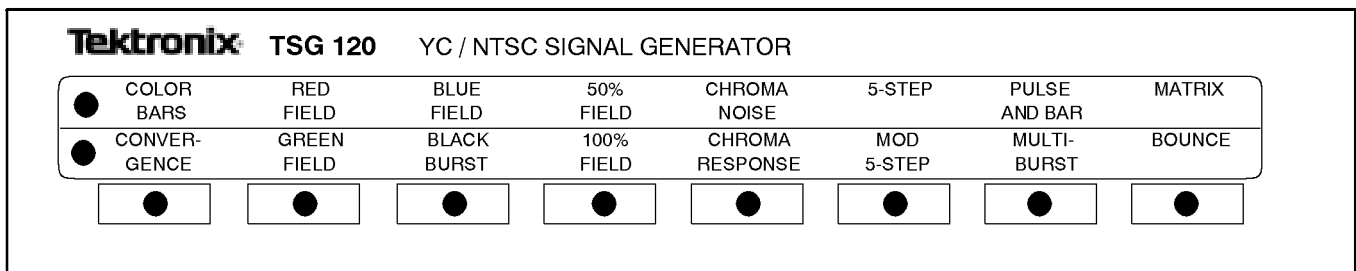 Tektronix TSG 120 YC / NTSC SIGNAL GENERATOR
COLOR RED BLUE 50% CHROMA 5-STEP PULSE MATRIX
BARS FIELD FIELD FIELD NOISE AND BAR
CONVER- GREEN BLACK 100% CHROMA MOD MULTI- BOUNCE
GENCE FIELD BURST FIELD RESPONSE 5-STEP BURST